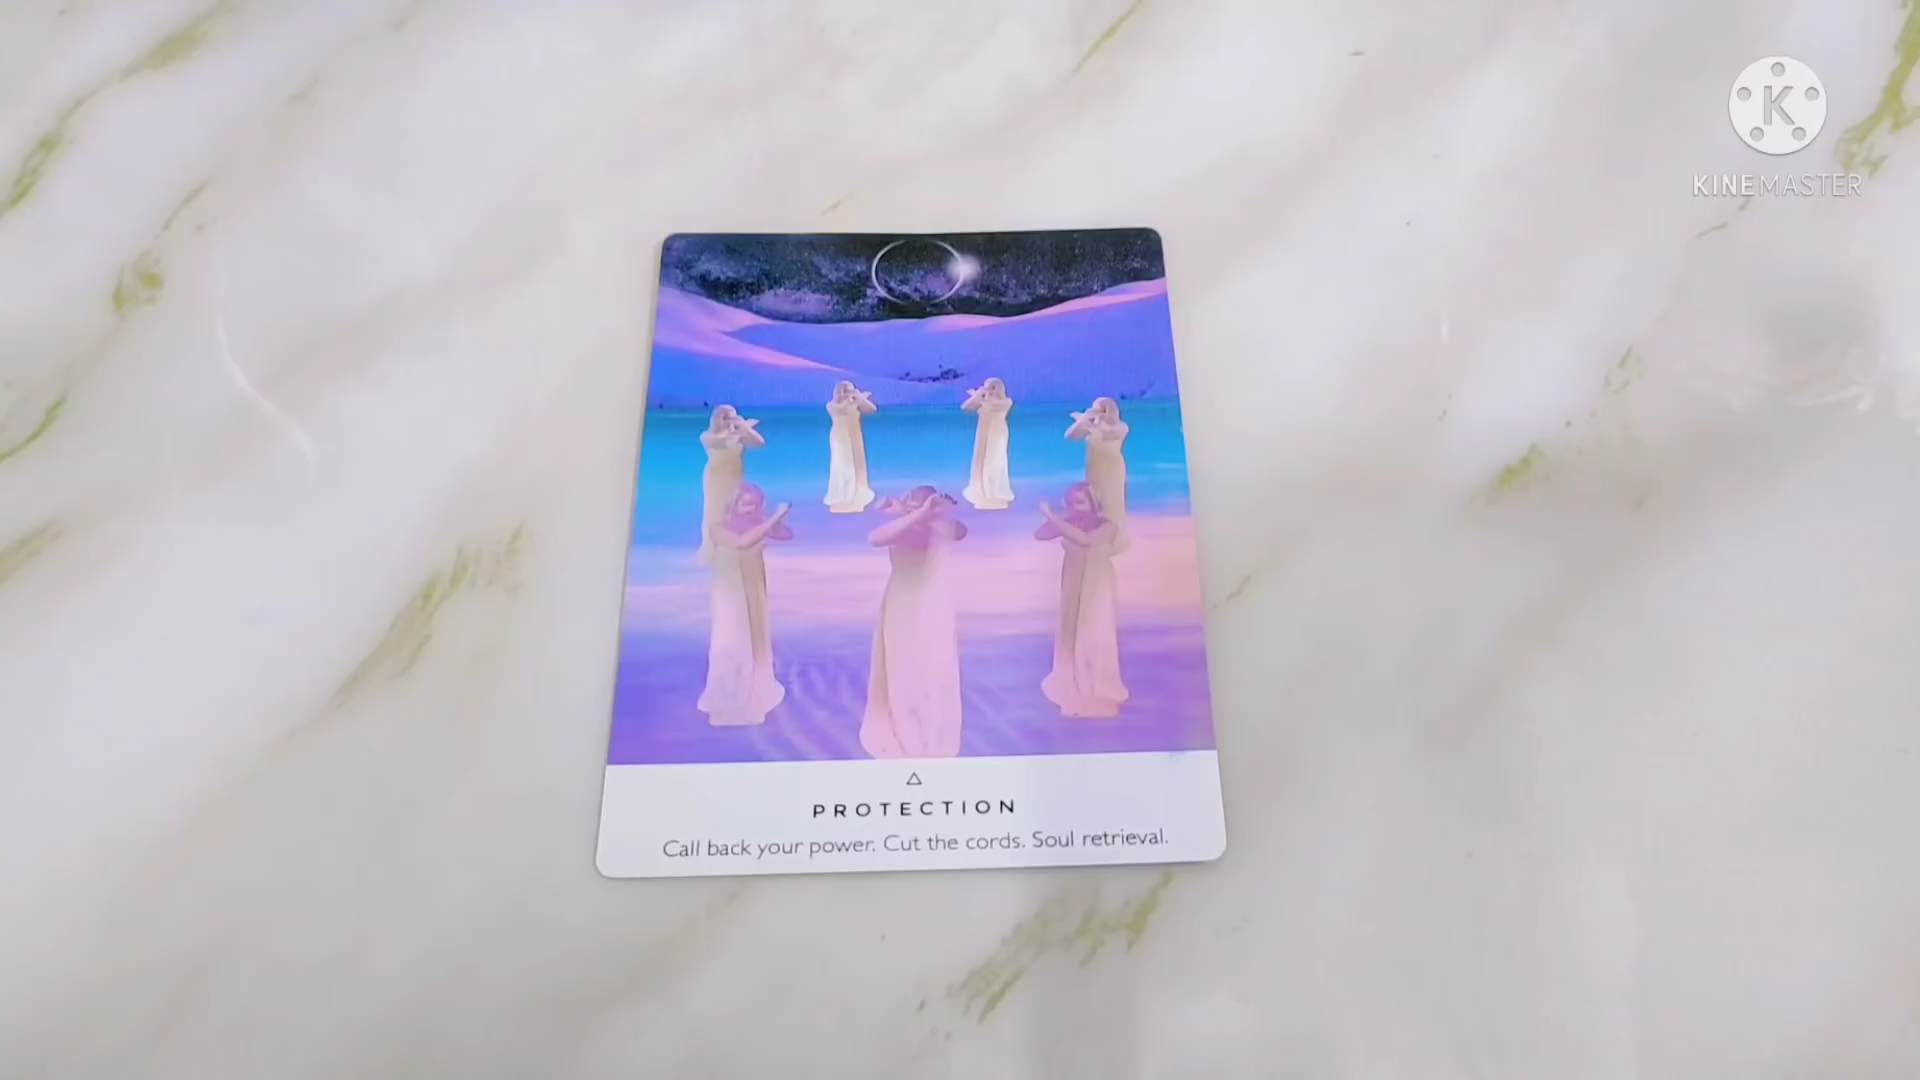 K
KINEMASTER
PROTECTION
Call back your power. Cut the cords. Soul retrieval.